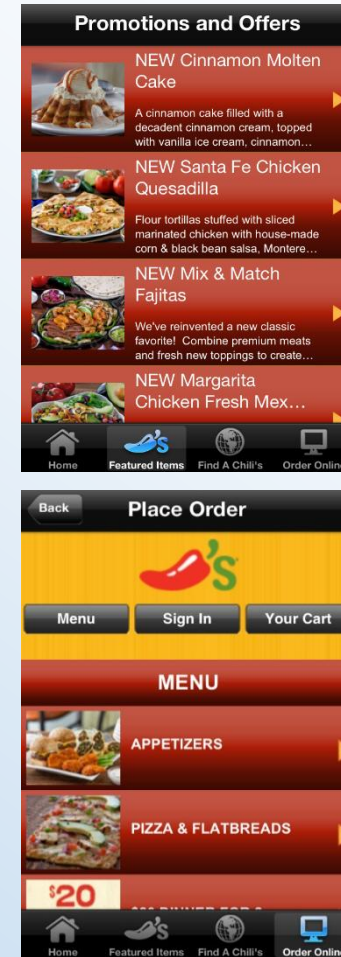 Promotions and Offers
NEW Cinnamon Molten
Cake
A cinnamon cake filled with a
decadent cinnamon cream, topped
with vanilla ice cream, cinnamon...
NEW Santa Fe Chicken
Quesadilla
Flour tortillas stuffed with sliced
marinated chicken with house-made
corn & black bean salsa, Montere...
NEW Mix & Match
Fajitas
We've reinvented a new classic
favorite! Combine premium meats
and fresh new toppings to create...
NEW Margarita
Chicken Fresh Mex...
Home Featured Items Find A Chili's Order Onlin
Back Place Order
's
Menu Sign In Your Cart
MENU
APPETIZERS
PIZZA & FLATBREADS
$20
Home Featured Items Find A Chili's Order Onlin